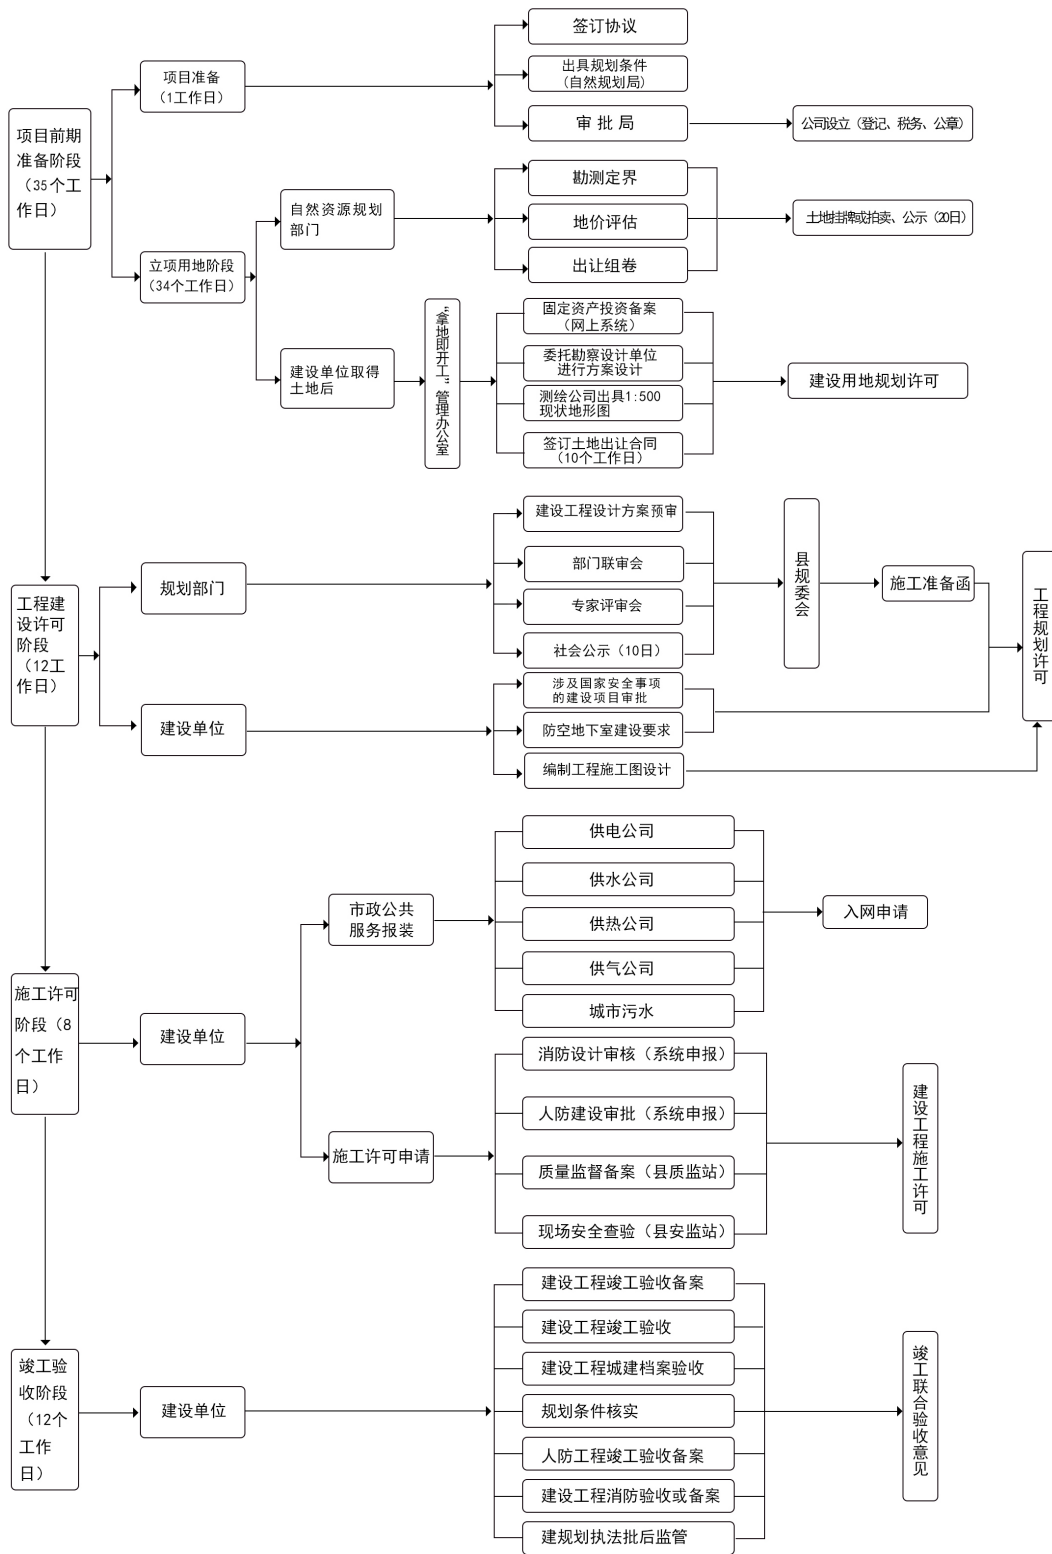 项目前期
准备阶段
（35个工
作日）
项目准备
（1工作日）
签订协议
出具规划条件
（自然规划局）
审批局
公司设立（登记、税务、公章）
立项用地阶段
（34个工作日）
自然资源规划
部门
勘测定界
地价评估
出让组卷
土地挂牌或拍卖、公示（20日）
建设单位取得
土地后
“拿地即开工”管理办公室
固定资产投资备案
（网上系统）
委托勘察设计单位
进行方案设计
测绘公司出具1:500
现状地形图
签订土地出让合同
（10个工作日）
建设用地规划许可
工程建
设许可
阶段
（12工
作日）
规划部门
建设工程设计方案预审
部门联审会
专家评审会
社会公示（10日）
县规委会
施工准备函
工程规划许可
建设单位
涉及国家安全事项
的建设项目审批
防空地下室建设要求
编制工程施工图设计
施工许可
阶段（8
个工作
日）
建设单位
市政公共
服务报装
供电公司
供水公司
供热公司
供气公司
城市污水
入网申请
施工许可申请
消防设计审核（系统申报）
人防建设审批（系统申报）
质量监督备案（县质监站）
现场安全查验（县安监站）
建设工程施工许可
竣工验
收阶段
（12个
工作
日）
建设单位
建设工程竣工验收备案
建设工程竣工验收
建设工程城建档案验收
规划条件核实
人防工程竣工验收备案
建设工程消防验收或备案
建规划执法批后监管
竣工联合验收意见